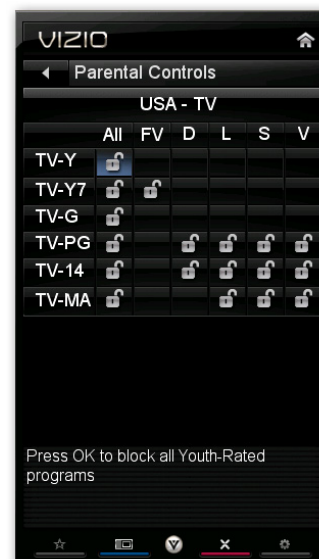 VIZIO
Parental Controls
USA - TV
All FV D L S V
TV-Y
TV-Y7
TV-G
TV-PG
TV-14
TV-MA
Press OK to block all Youth-Rated
programs
V